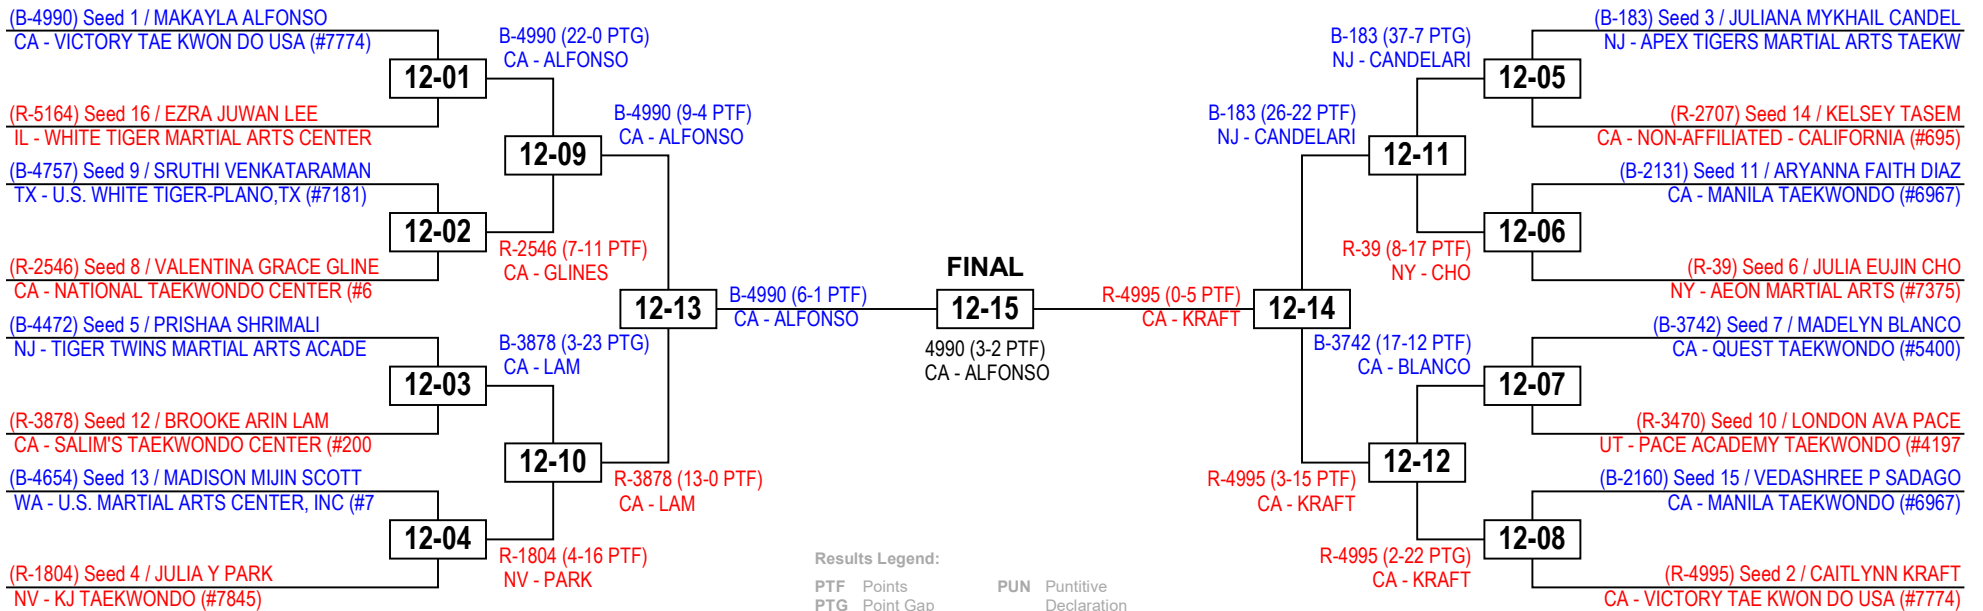 (B-4990) Seed 1 / MAKAYLA ALFONSO
CA - VICTORY TAE KWON DO USA (#7774)
12-01
(R-5164) Seed 16 / EZRA JUWAN LEE
IL - WHITE TIGER MARTIAL ARTS CENTER
(B-4757) Seed 9 / SRUTHI VENKATARAMAN
TX - U.S. WHITE TIGER-PLANO,TX (#7181)
12-02
(R-2546) Seed 8 / VALENTINA GRACE GLINE
CA - NATIONAL TAEKWONDO CENTER (#6
(B-4472) Seed 5 / PRISHAA SHRIMALI
NJ - TIGER TWINS MARTIAL ARTS ACADE
12-03
(R-3878) Seed 12 / BROOKE ARIN LAM
CA - SALIM'S TAEKWONDO CENTER (#200
(B-4654) Seed 13 / MADISON MIJIN SCOTT
WA - U.S. MARTIAL ARTS CENTER, INC (#7
12-04
(R-1804) Seed 4 / JULIA Y PARK
NV - KJ TAEKWONDO (#7845)
B-4990 (22-0 PTG)
CA - ALFONSO
12-09
R-2546 (7-11 PTF)
CA - GLINES
B-3878 (3-23 PTG)
CA - LAM
12-10
R-1804 (4-16 PTF)
NV - PARK
B-4990 (9-4 PTF)
CA - ALFONSO
12-13
R-3878 (13-0 PTF)
CA - LAM
B-4990 (6-1 PTF)
CA - ALFONSO
FINAL
12-15
4990 (3-2 PTF)
CA - ALFONSO
R-4995 (0-5 PTF)
CA - KRAFT
B-183 (26-22 PTF)
NJ - CANDELARI
12-14
R-4995 (3-15 PTF)
CA - KRAFT
B-183 (37-7 PTG)
NJ - CANDELARI
12-11
R-39 (8-17 PTF)
NY - CHO
B-3742 (17-12 PTF)
CA - BLANCO
12-12
R-4995 (2-22 PTG)
CA - KRAFT
(B-183) Seed 3 / JULIANA MYKHAIL CANDEL
NJ - APEX TIGERS MARTIAL ARTS TAEKW
12-05
(R-2707) Seed 14 / KELSEY TASEM
CA - NON-AFFILIATED - CALIFORNIA (#695)
(B-2131) Seed 11 / ARYANNA FAITH DIAZ
CA - MANILA TAEKWONDO (#6967)
12-06
(R-39) Seed 6 / JULIA EUJIN CHO
NY - AEON MARTIAL ARTS (#7375)
(B-3742) Seed 7 / MADELYN BLANCO
CA - QUEST TAEKWONDO (#5400)
12-07
(R-3470) Seed 10 / LONDON AVA PACE
UT - PACE ACADEMY TAEKWONDO (#4197
(B-2160) Seed 15 / VEDASHREE P SADAGO
CA - MANILA TAEKWONDO (#6967)
12-08
(R-4995) Seed 2 / CAITLYNN KRAFT
CA - VICTORY TAE KWON DO USA (#7774)
Results Legend:
PTF Points
PTG Point Gap
PUN Puntitive
Declaration